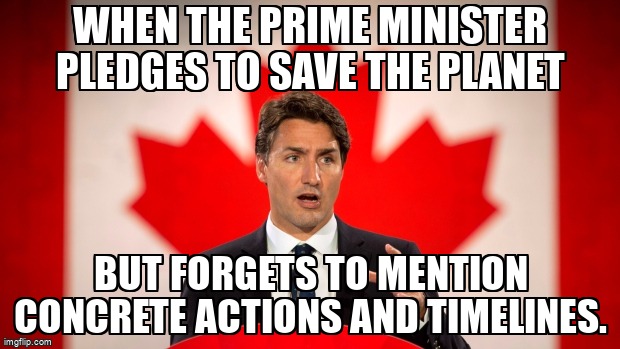 WHEN THE PRIME MINISTER
PLEDGES TO SAVE THE PLANET
BUT FORGETS TO MENTION
CONCRETE ACTIONS AND TIMELINES.
imgflip.com